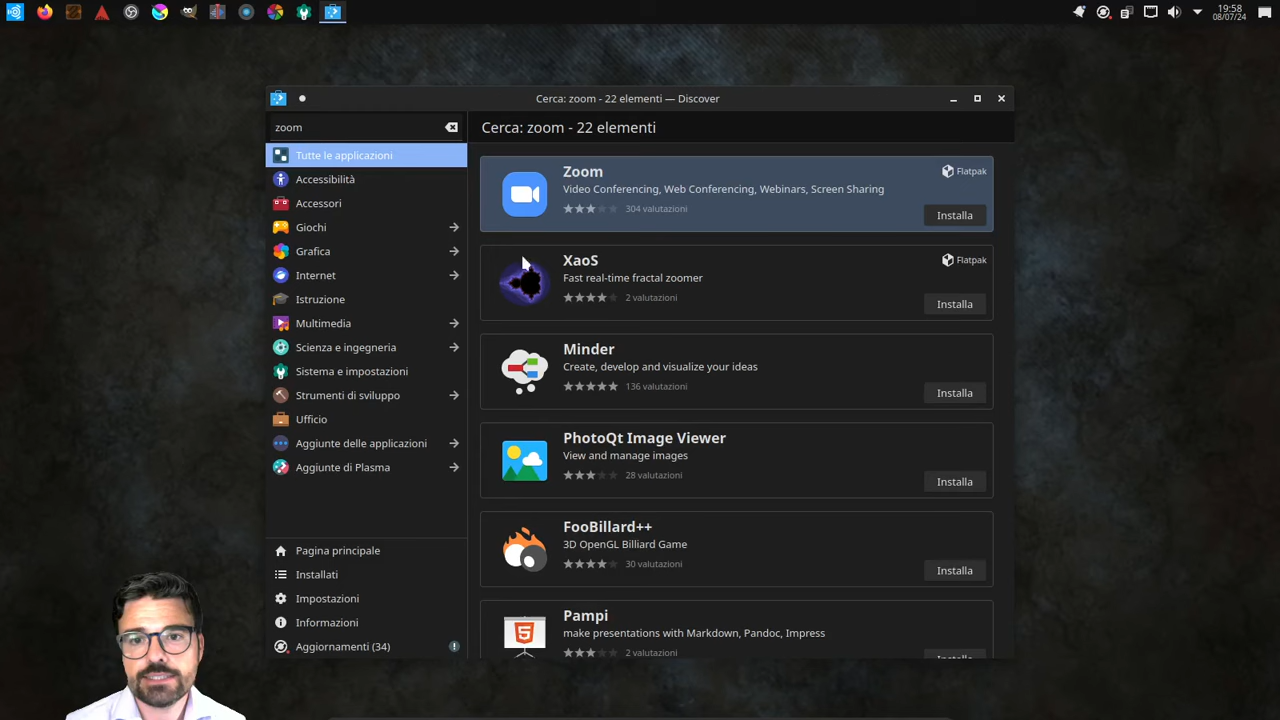 19:58
08/07/24
Cerca: zoom - 22 elementi — Discover
zoom
Cerca: zoom - 22 elementi
Tutte le applicazioni
Accessibilità
Accessori
Giochi
Grafica
Internet
Istruzione
Multimedia
Scienza e ingegneria
Sistema e impostazioni
Strumenti di sviluppo
Ufficio
Aggiunte delle applicazioni
Aggiunte di Plasma
Pagina principale
Installati
Impostazioni
Informazioni
Aggiornamenti (34)
Zoom
Flatpak
Video Conferencing, Web Conferencing, Webinars, Screen Sharing
304 valutazioni
Installa
XaoS
Flatpak
Fast real-time fractal zoomer
2 valutazioni
Installa
Minder
Create, develop and visualize your ideas
136 valutazioni
Installa
PhotoQt Image Viewer
View and manage images
28 valutazioni
Installa
FooBillard++
3D OpenGL Billiard Game
30 valutazioni
Installa
Pampi
make presentations with Markdown, Pandoc, Impress
2 valutazioni
Installa